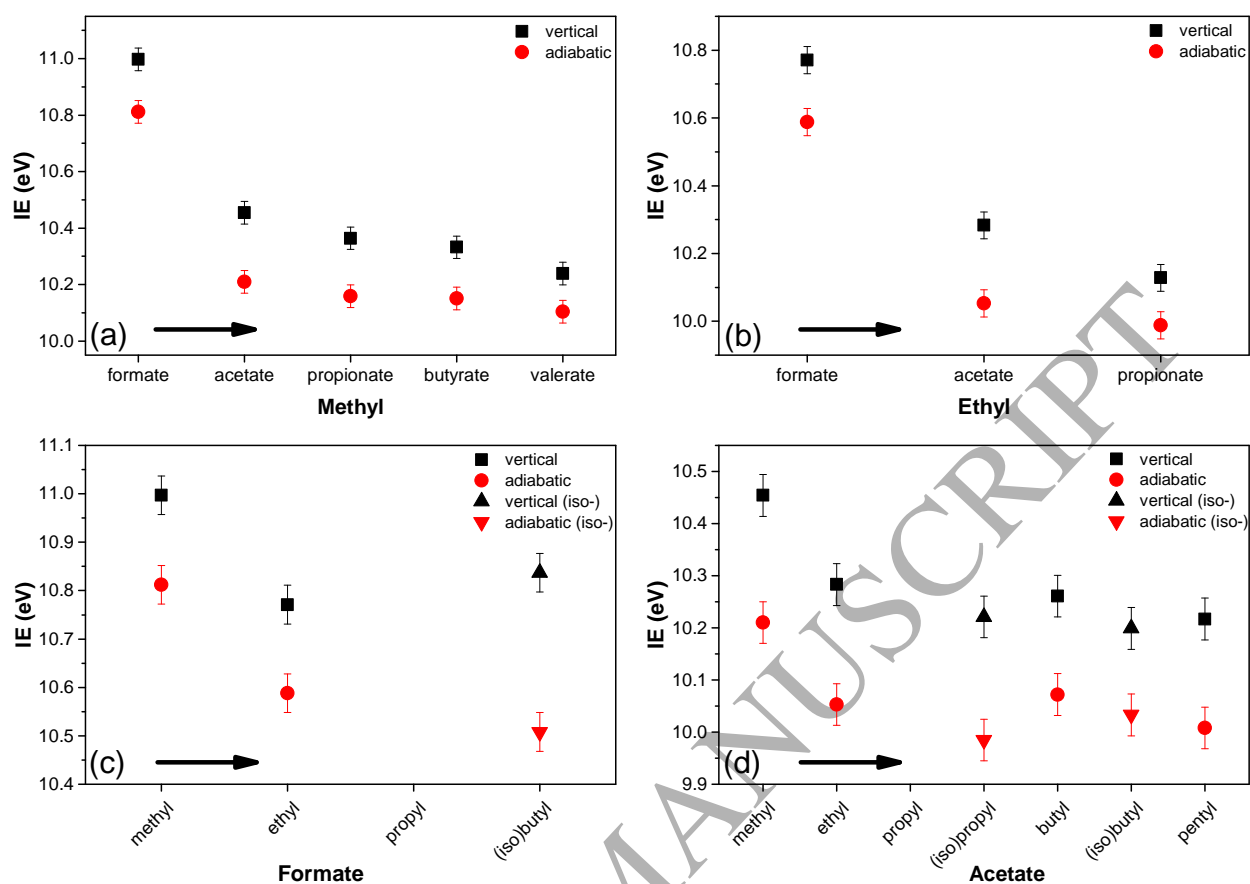 vertical
adiabatic
11.0
10.8
10.6
10.4
10.2
10.0
IE (eV)
(a)
formate acetate propionate butyrate valerate
Methyl
vertical
adiabatic
10.8
10.6
10.4
10.2
10.0
IE (eV)
(b)
formate acetate propionate
Ethyl
vertical
adiabatic
vertical (iso-)
adiabatic (iso-)
11.1
11.0
10.9
10.8
10.7
10.6
10.5
10.4
IE (eV)
(c)
methyl ethyl propyl (iso)butyl
Formate
vertical
adiabatic
vertical (iso-)
adiabatic (iso-)
10.5
10.4
10.3
10.2
10.1
10.0
9.9
IE (eV)
(d)
methyl ethyl propyl (iso)propyl butyl (iso)butyl pentyl
Acetate
MANUSCRIPT